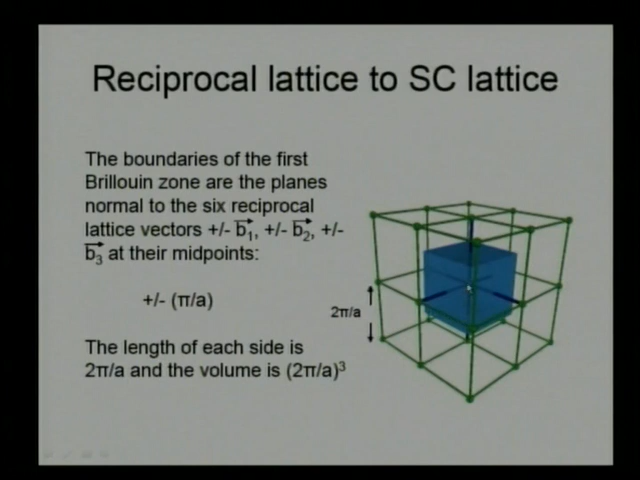 Reciprocal lattice to SC lattice
The boundaries of the first
Brillouin zone are the planes
normal to the six reciprocal
lattice vectors +/- b₁, +/- b₂, +/-
b₃ at their midpoints:
+/- (π/a)
2π/a
The length of each side is
2π/a and the volume is (2π/a)³